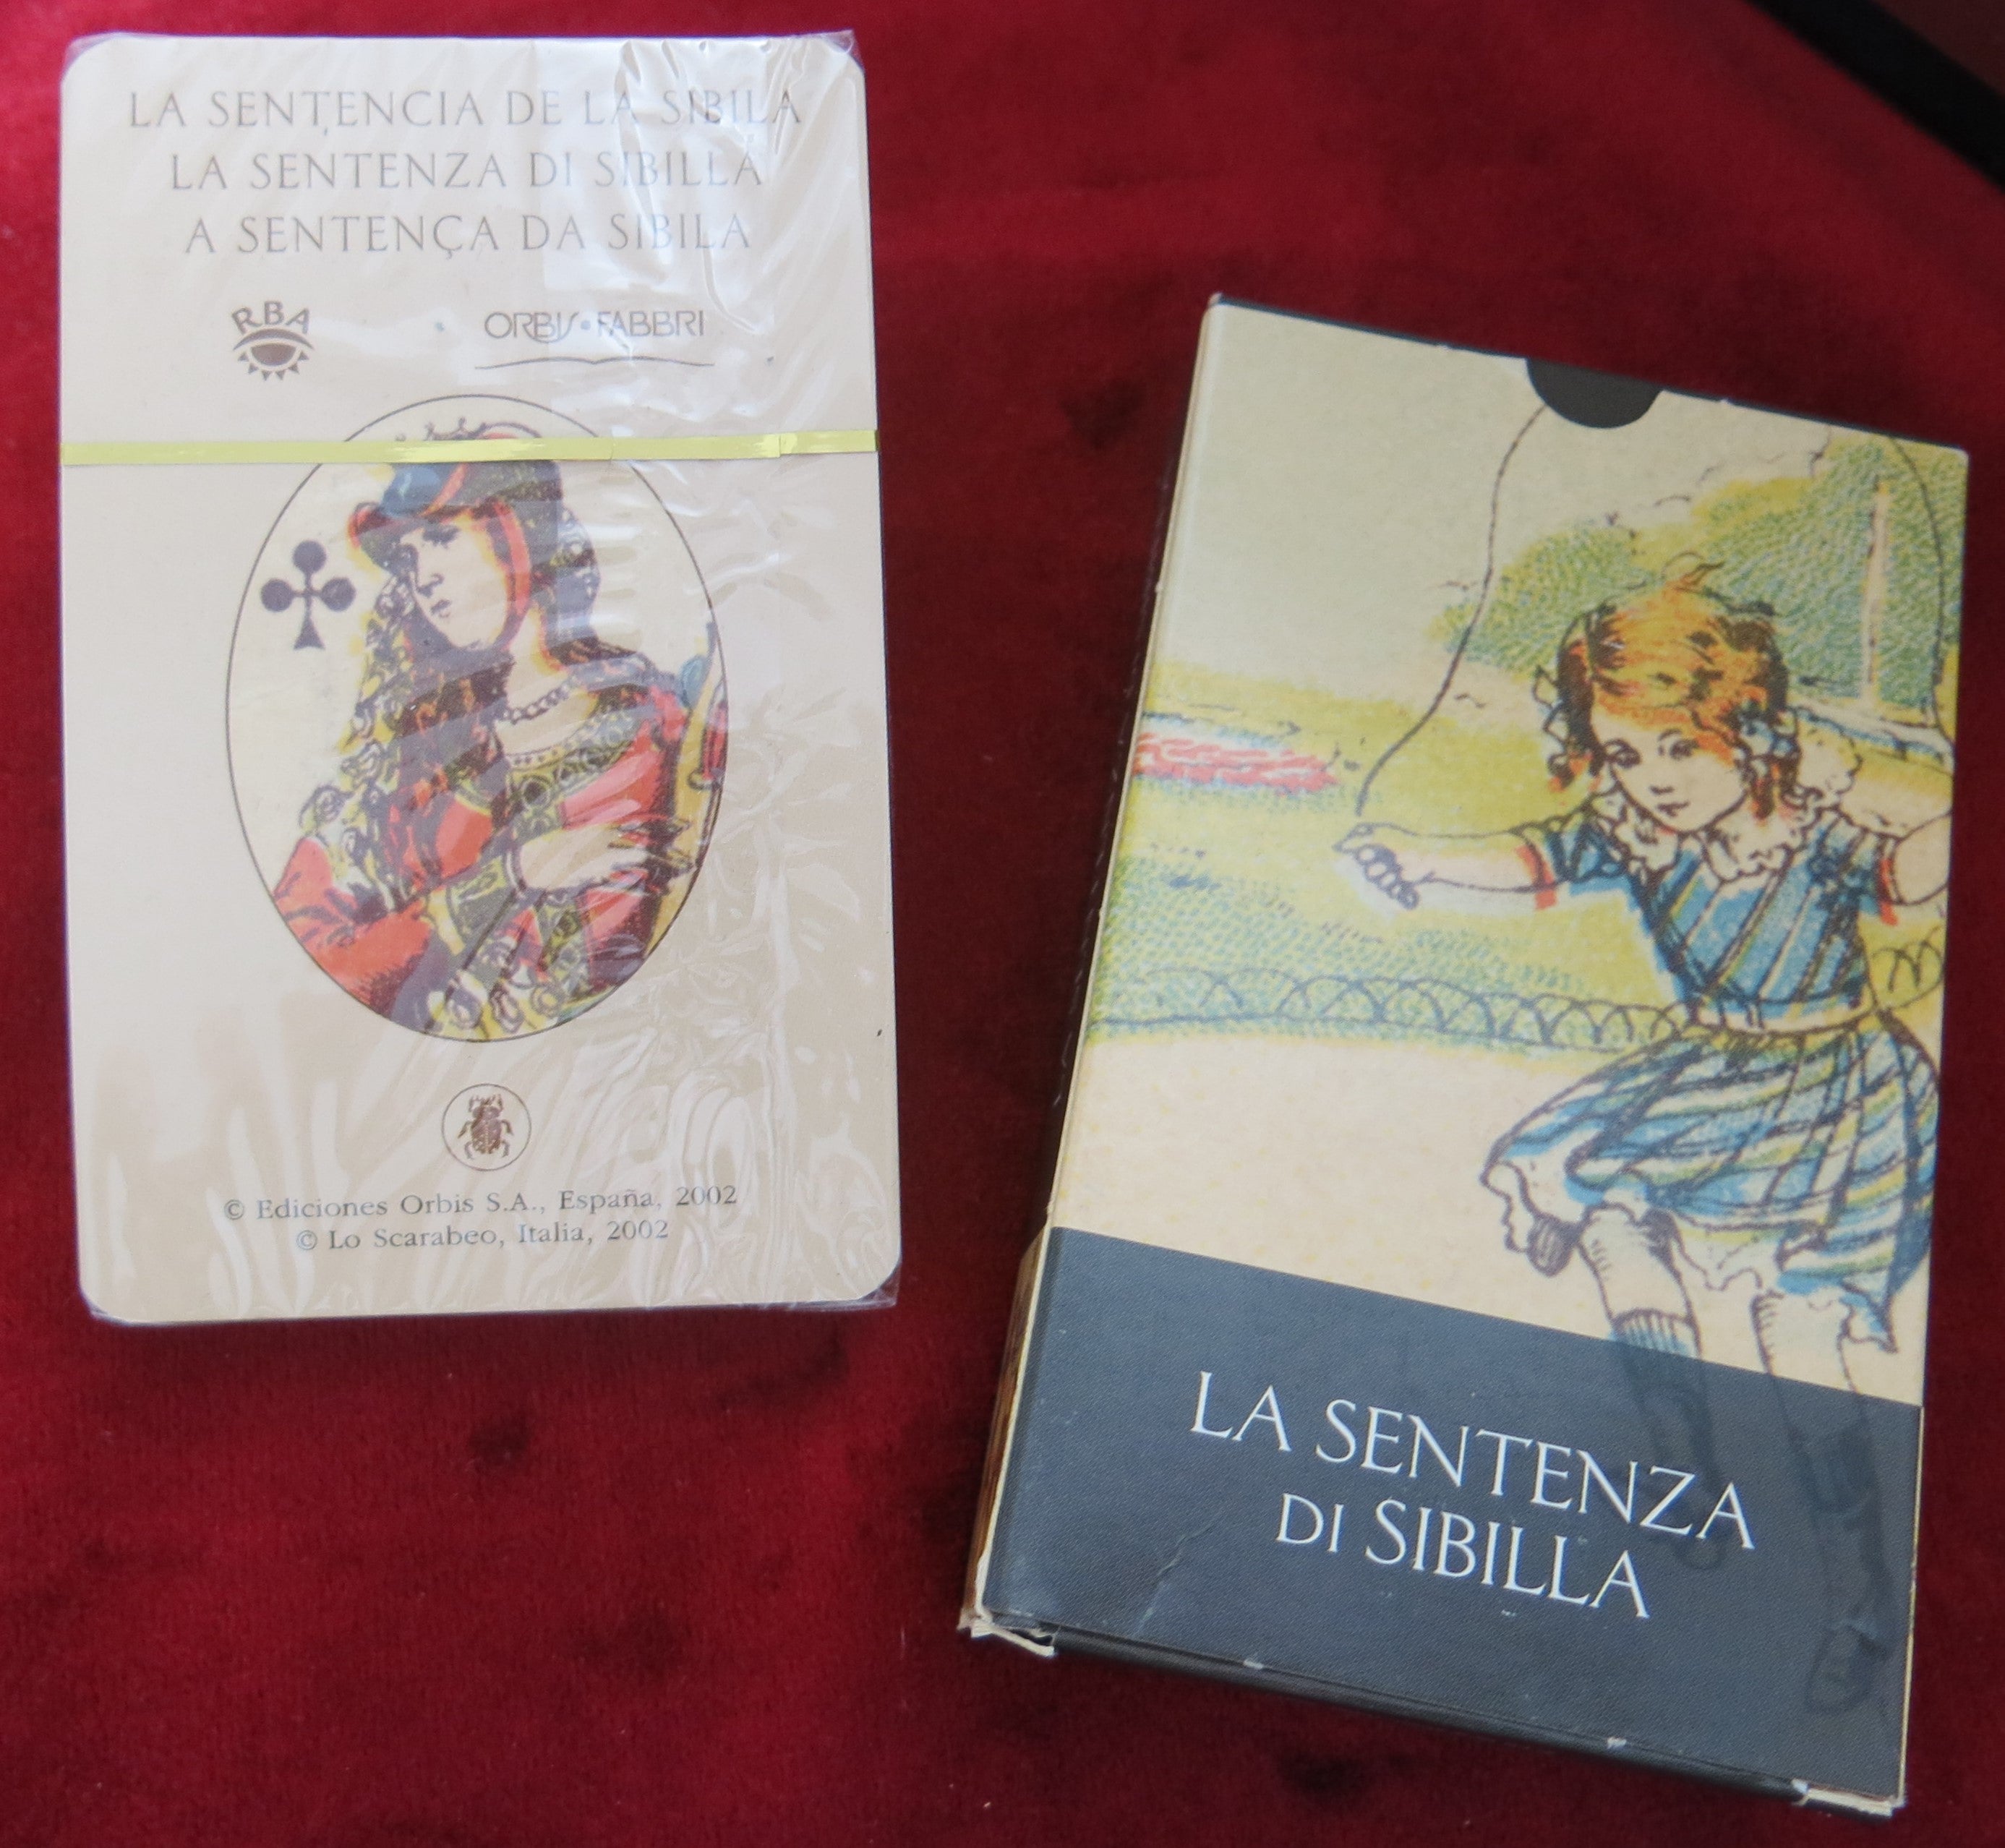 LA SENTENCIA DE LA SIBILA
LA SENTENZA DI SIBILLA
A SENTENÇA DA SIBILA
RBA
ORBIS•FABBRI
© Ediciones Orbis S.A., España, 2002
© Lo Scarabeo, Italia, 2002
LA SENTENZA
DI SIBILLA